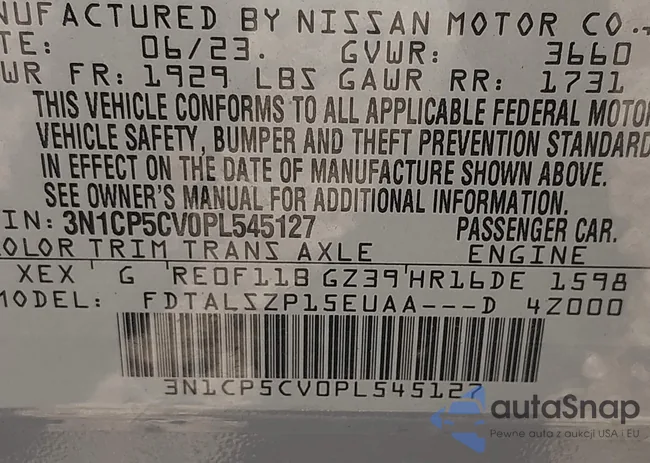 NUFACTURED BY NISSAN MOTOR CO.,
TE: 06/23. GVWR: 3660
WR FR: 1929 LBS GAWR RR: 1731
THIS VEHICLE CONFORMS TO ALL APPLICABLE FEDERAL MOTOR
VEHICLE SAFETY, BUMPER AND THEFT PREVENTION STANDARD
IN EFFECT ON THE DATE OF MANUFACTURE SHOWN ABOVE.
SEE OWNER'S MANUAL FOR ADDITIONAL INFORMATION.
IN: 3N1CP5CV0PL545127 PASSENGER CAR.
COLOR TRIM TRANS AXLE ENGINE
XEX G RE0F11B GZ39 HR16DE 1598
MODEL: FDTALSZP15EUAA---D 4Z000
3N1CP5CV0PL545127
autaSnap
Pewne auta z aukcji USA i EU